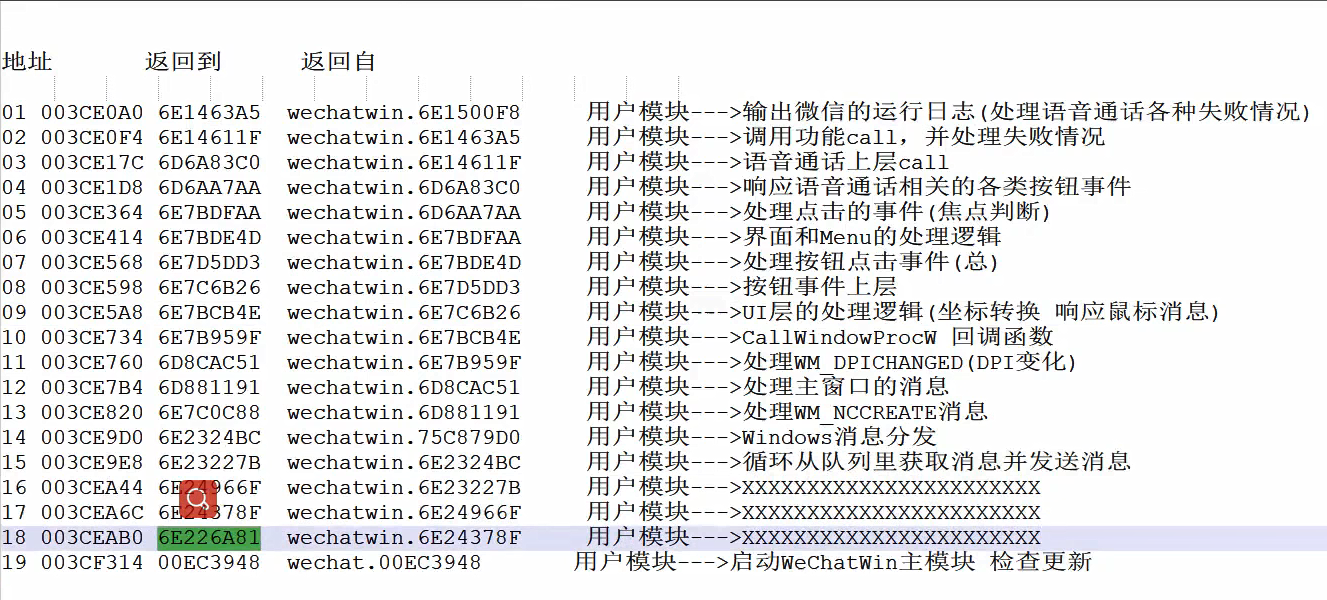 地址 返回到 返回自
01 003CE0A0 6E1463A5 wechatwin.6E1500F8 用户模块--->输出微信的运行日志(处理语音通话各种失败情况)
02 003CE0F4 6E14611F wechatwin.6E1463A5 用户模块--->调用功能call，并处理失败情况
03 003CE17C 6D6A83C0 wechatwin.6E14611F 用户模块--->语音通话上层call
04 003CE1D8 6D6AA7AA wechatwin.6D6A83C0 用户模块--->响应语音通话相关的各类按钮事件
05 003CE364 6E7BDFAA wechatwin.6D6AA7AA 用户模块--->处理点击的事件(焦点判断)
06 003CE414 6E7BDE4D wechatwin.6E7BDFAA 用户模块--->界面和Menu的处理逻辑
07 003CE568 6E7D5DD3 wechatwin.6E7BDE4D 用户模块--->处理按钮点击事件(总)
08 003CE598 6E7C6B26 wechatwin.6E7D5DD3 用户模块--->按钮事件上层
09 003CE5A8 6E7BCB4E wechatwin.6E7C6B26 用户模块--->UI层的处理逻辑(坐标转换 响应鼠标消息)
10 003CE734 6E7B959F wechatwin.6E7BCB4E 用户模块--->CallWindowProcW 回调函数
11 003CE760 6D8CAC51 wechatwin.6E7B959F 用户模块--->处理WM_DPICHANGED(DPI变化)
12 003CE7B4 6D881191 wechatwin.6D8CAC51 用户模块--->处理主窗口的消息
13 003CE820 6E7C0C88 wechatwin.6D881191 用户模块--->处理WM_NCCREATE消息
14 003CE9D0 6E2324BC wechatwin.75C879D0 用户模块--->Windows消息分发
15 003CE9E8 6E23227B wechatwin.6E2324BC 用户模块--->循环从队列里获取消息并发送消息
16 003CEA44 6E24966F wechatwin.6E23227B 用户模块--->XXXXXXXXXXXXXXXXXXXXXXX
17 003CEA6C 6E24378F wechatwin.6E24966F 用户模块--->XXXXXXXXXXXXXXXXXXXXXXX
18 003CEAB0 6E226A81 wechatwin.6E24378F 用户模块--->XXXXXXXXXXXXXXXXXXXXXXX
19 003CF314 00EC3948 wechat.00EC3948 用户模块--->启动WeChatWin主模块 检查更新